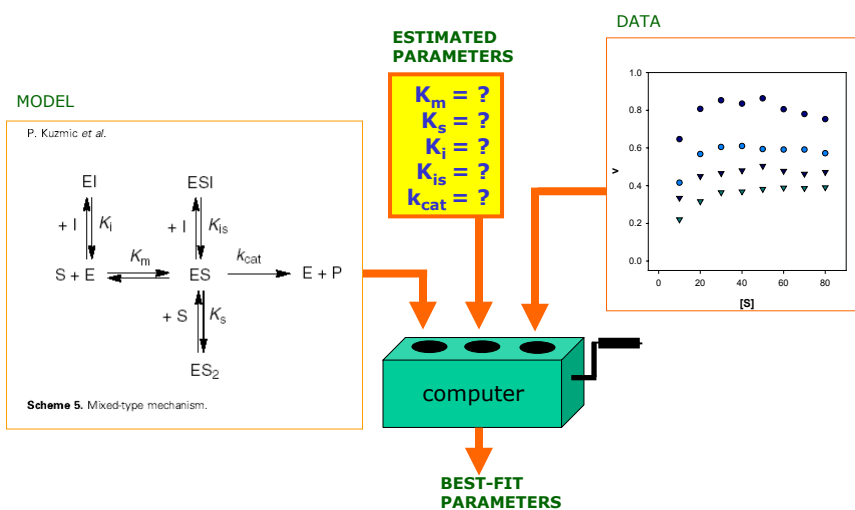 MODEL
P. Kuzmic et al.
EI
ESI
+ I
Ki
+ I
Kis
Km
kcat
S + E
ES
E + P
+ S
Ks
ES2
Scheme 5. Mixed-type mechanism.
ESTIMATED
PARAMETERS
Km = ?
Ks = ?
Ki = ?
Kis = ?
kcat = ?
DATA
1.0
0.8
0.6
0.4
0.2
0.0
v
0 20 40 60 80
[S]
computer
BEST-FIT
PARAMETERS